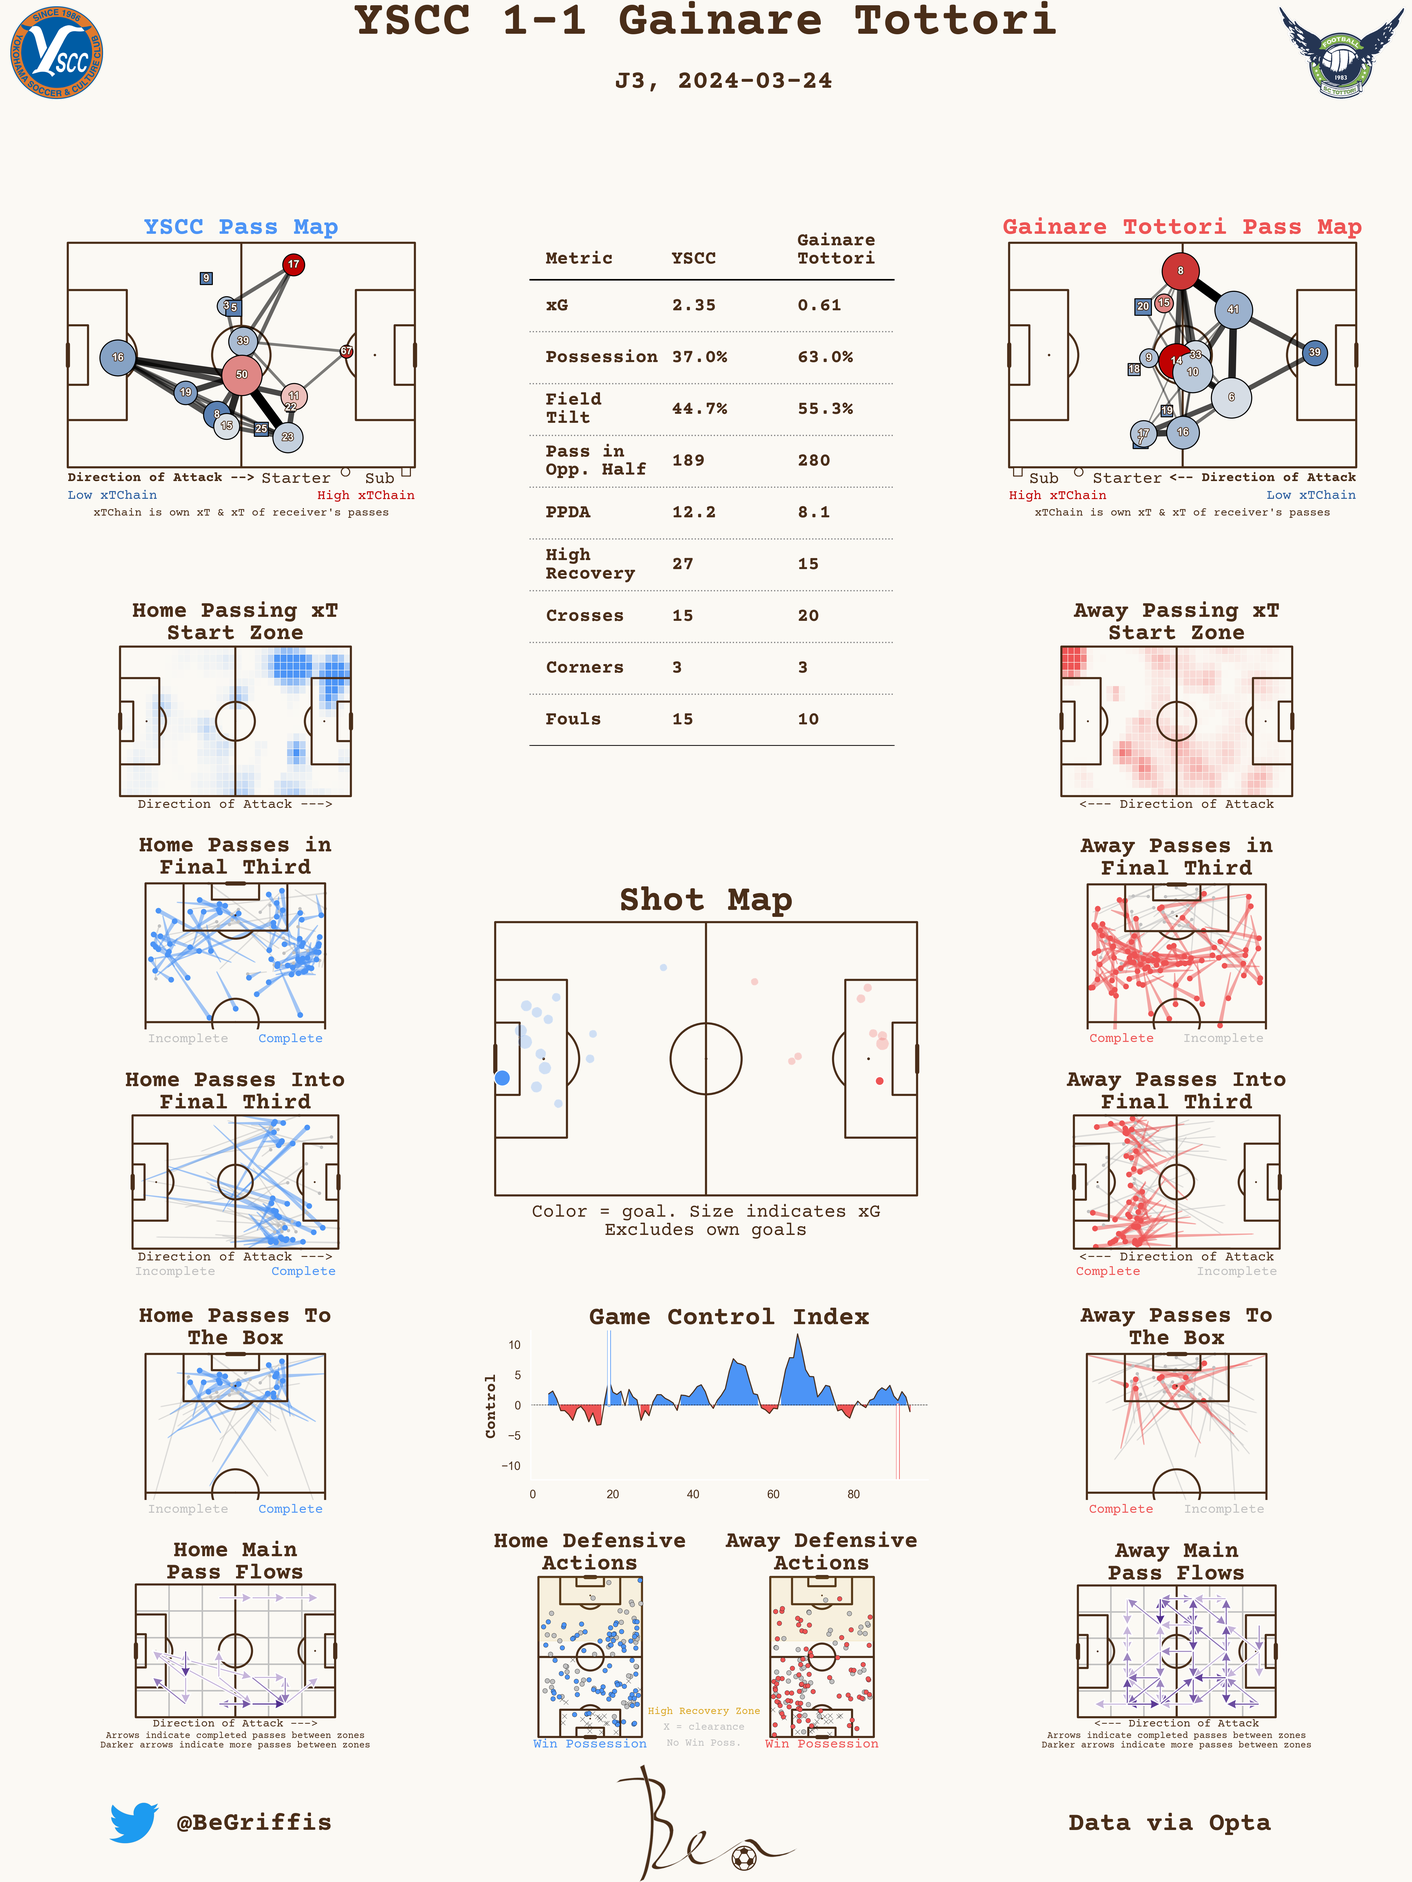 YSCC 1-1 Gainare Tottori
J3, 2024-03-24
SINCE 1986
YSCC
YOKOHAMA SOCCER & CULTURE CLUB
FOOTBALL
1983
S.C. TOTTORI
YSCC Pass Map
9
17
3
5
39
67
16
50
19
11
22
8
15
25
23
Direction of Attack --> Starter Sub
Low xTChain High xTChain
xTChain is own xT & xT of receiver's passes
Metric YSCC Gainare Tottori
xG 2.35 0.61
Possession 37.0% 63.0%
Field Tilt 44.7% 55.3%
Pass in Opp. Half 189 280
PPDA 12.2 8.1
High Recovery 27 15
Crosses 15 20
Corners 3 3
Fouls 15 10
Gainare Tottori Pass Map
8
20
15
41
9
33
39
14
18
10
6
19
17
16
7
Sub Starter <-- Direction of Attack
High xTChain Low xTChain
xTChain is own xT & xT of receiver's passes
Home Passing xT
Start Zone
Direction of Attack --->
Away Passing xT
Start Zone
<--- Direction of Attack
Home Passes in
Final Third
Incomplete Complete
Away Passes in
Final Third
Complete Incomplete
Shot Map
Color = goal. Size indicates xG
Excludes own goals
Home Passes Into
Final Third
Direction of Attack --->
Incomplete Complete
Away Passes Into
Final Third
<--- Direction of Attack
Complete Incomplete
Home Passes To
The Box
Incomplete Complete
Game Control Index
Control
10
5
0
−5
−10
0 20 40 60 80
Away Passes To
The Box
Complete Incomplete
Home Main
Pass Flows
Direction of Attack --->
Arrows indicate completed passes between zones
Darker arrows indicate more passes between zones
Home Defensive
Actions
Win Possession
High Recovery Zone
X = clearance
No Win Poss.
Away Defensive
Actions
Win Possession
Away Main
Pass Flows
<--- Direction of Attack
Arrows indicate completed passes between zones
Darker arrows indicate more passes between zones
@BeGriffis
Ben
Data via Opta